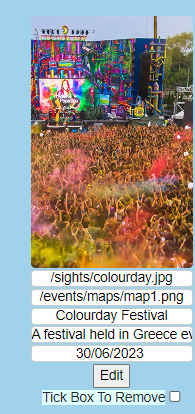 /sights/colourday.jpg
/events/maps/map1.png
Colourday Festival
A festival held in Greece ev
30/06/2023
Edit
Tick Box To Remove